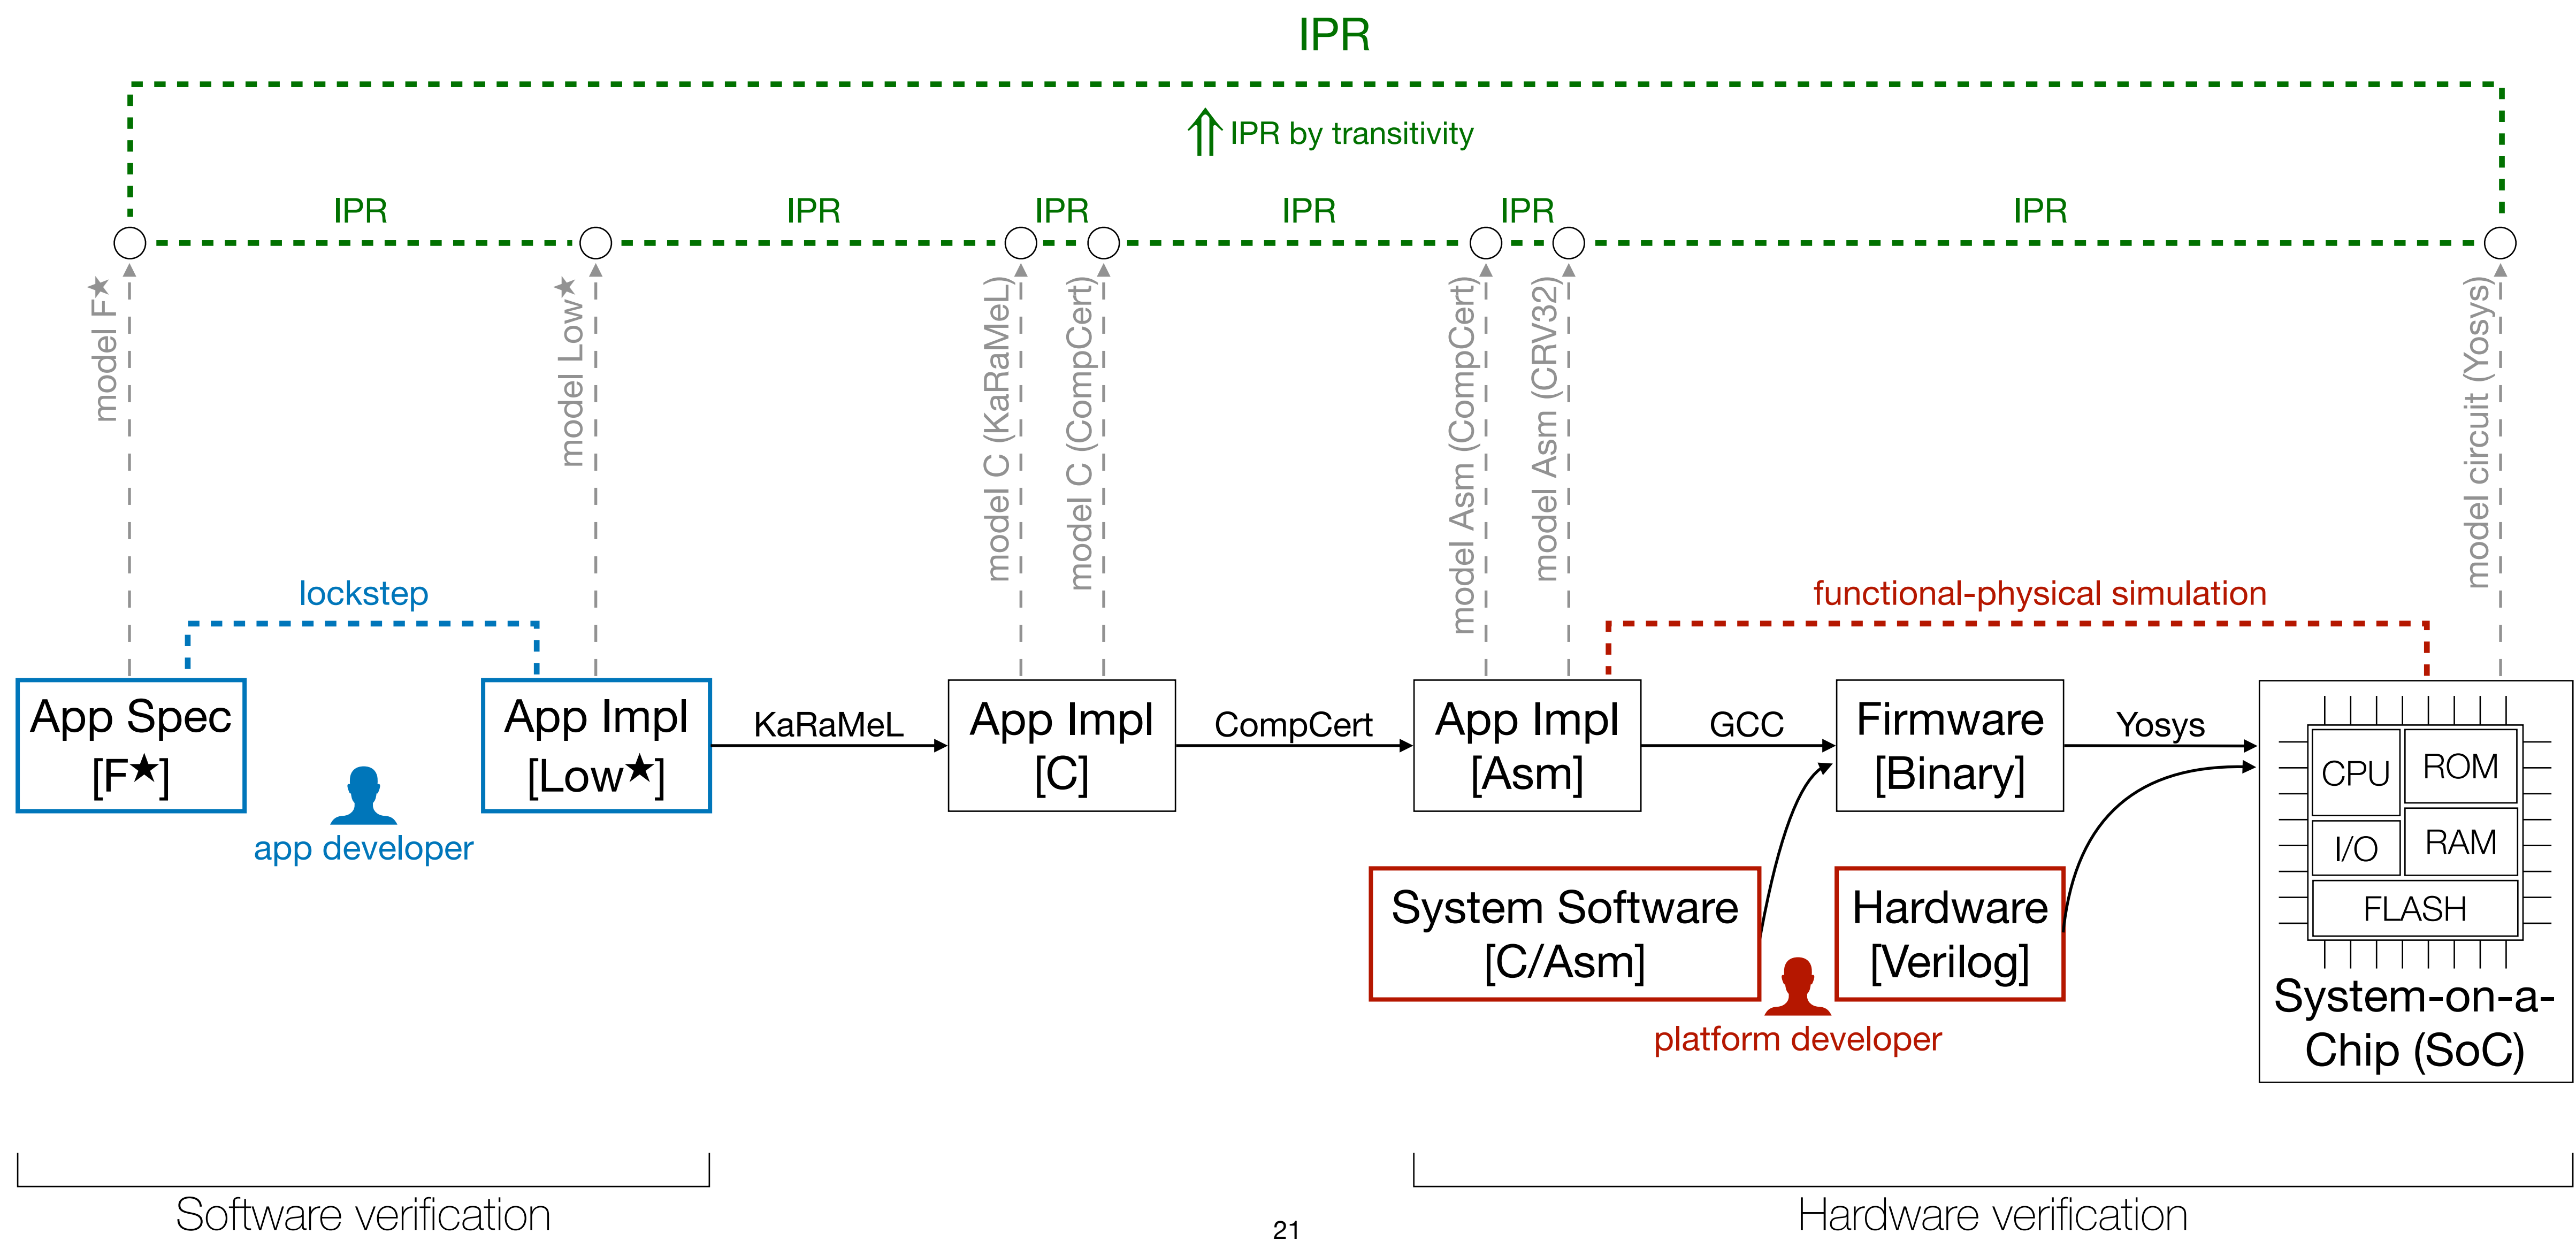 IPR
IPR by transitivity
IPR
IPR
IPR
IPR
IPR
IPR
model F★
model Low★
model C (KaRaMeL)
model C (CompCert)
model Asm (CompCert)
model Asm (CRV32)
model circuit (Yosys)
lockstep
functional-physical simulation
App Spec
[F★]
App Impl
[Low★]
KaRaMeL
App Impl
[C]
CompCert
App Impl
[Asm]
GCC
Firmware
[Binary]
Yosys
CPU
ROM
I/O
RAM
FLASH
System-on-a-
Chip (SoC)
app developer
System Software
[C/Asm]
Hardware
[Verilog]
platform developer
Software verification
21
Hardware verification